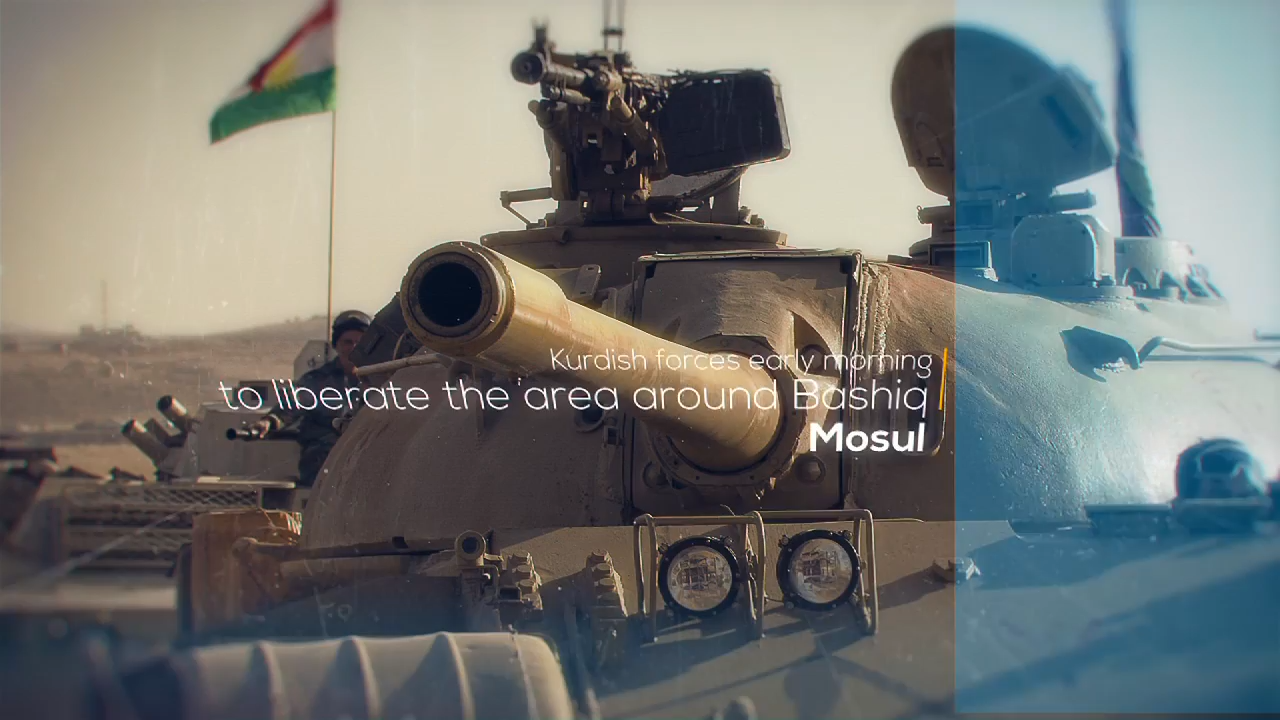 Kurdish forces early morning
to liberate the area around Bashiq
Mosul